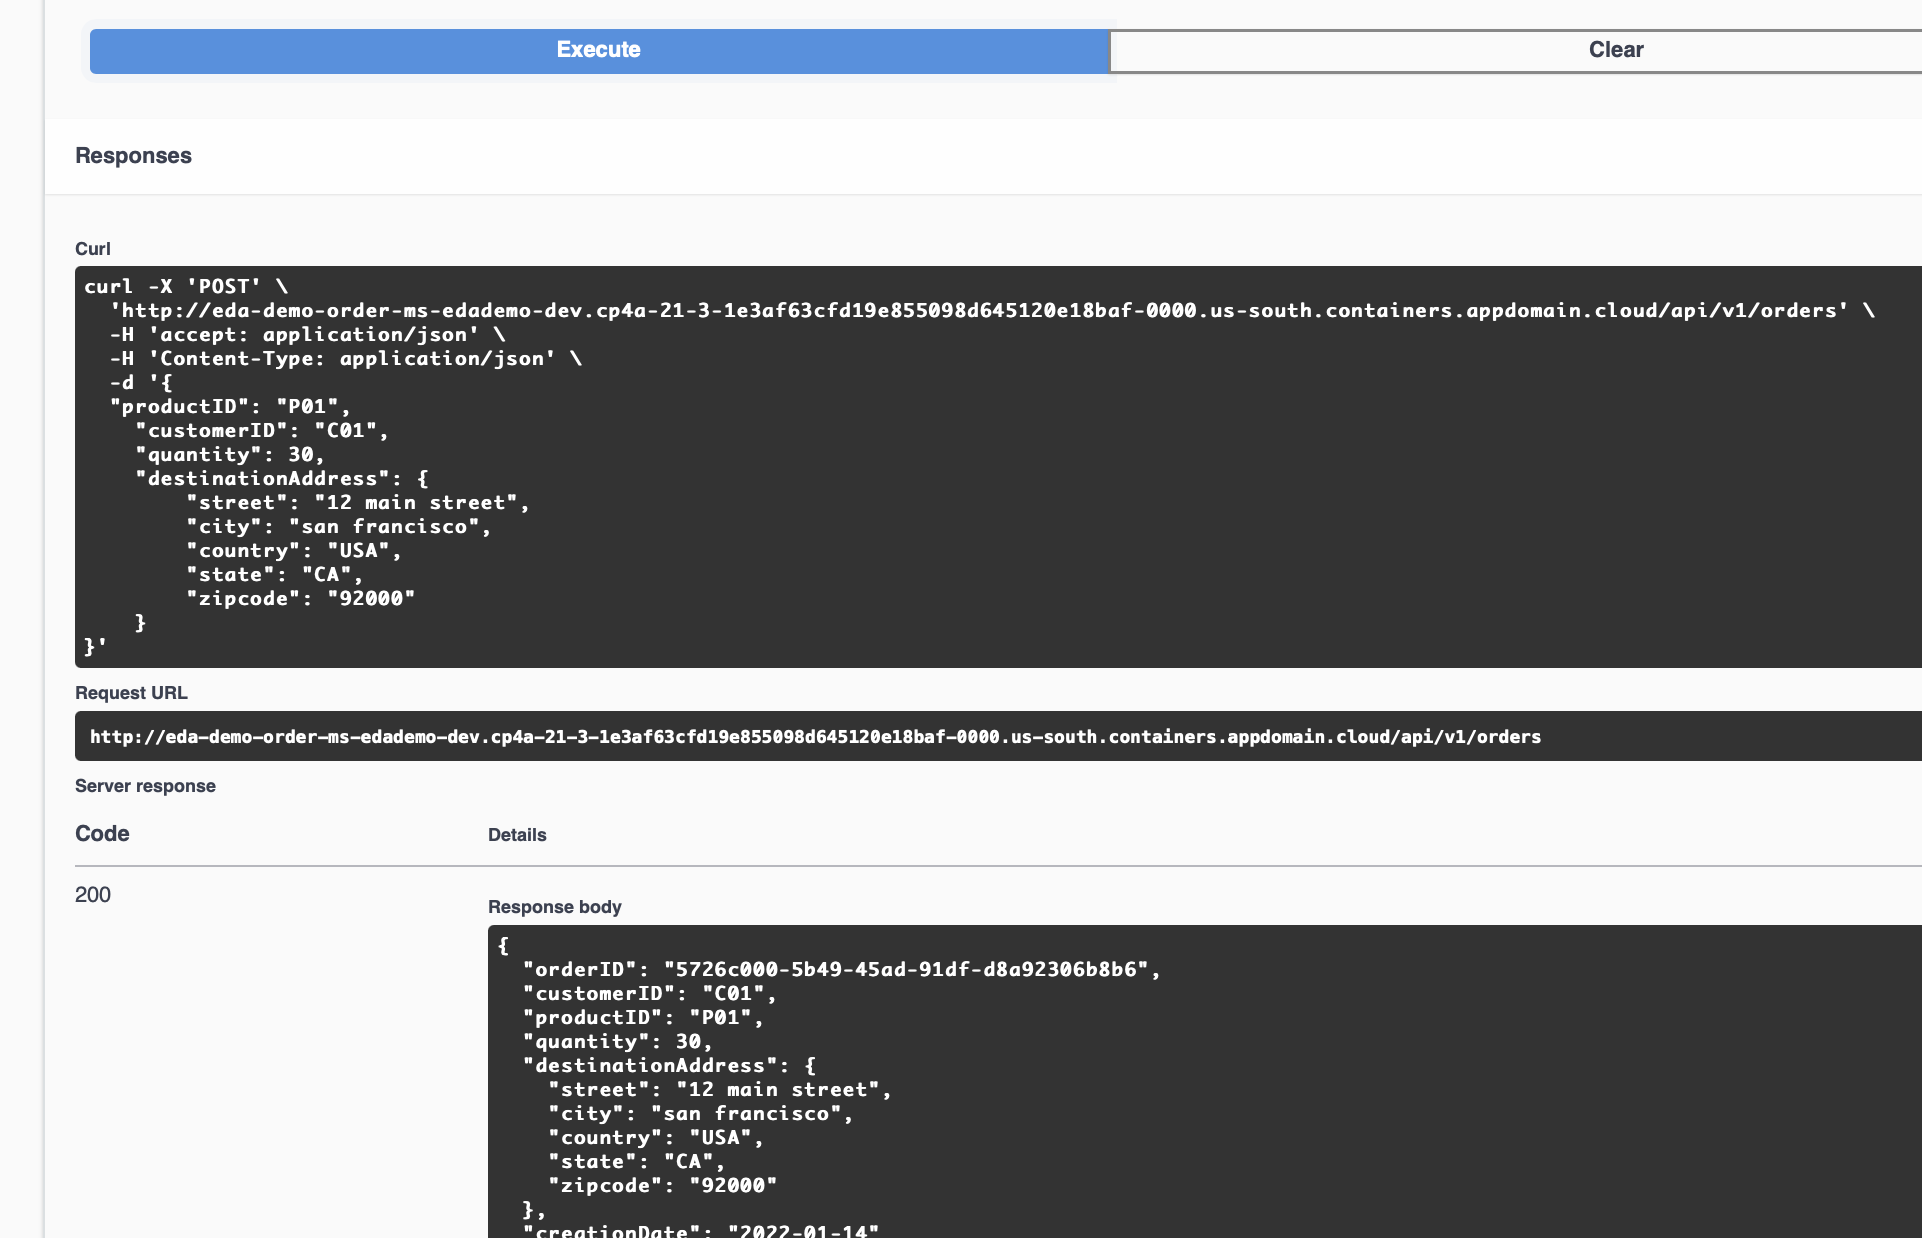 Execute
Clear
Responses
Curl
curl -X 'POST' \
  'http://eda-demo-order-ms-edademo-dev.cp4a-21-3-1e3af63cfd19e855098d645120e18baf-0000.us-south.containers.appdomain.cloud/api/v1/orders' \
  -H 'accept: application/json' \
  -H 'Content-Type: application/json' \
  -d '{
  "productID": "P01",
    "customerID": "C01",
    "quantity": 30,
    "destinationAddress": {
        "street": "12 main street",
        "city": "san francisco",
        "country": "USA",
        "state": "CA",
        "zipcode": "92000"
    }
}'
Request URL
http://eda-demo-order-ms-edademo-dev.cp4a-21-3-1e3af63cfd19e855098d645120e18baf-0000.us-south.containers.appdomain.cloud/api/v1/orders
Server response
Code
Details
200
Response body
{
  "orderID": "5726c000-5b49-45ad-91df-d8a92306b8b6",
  "customerID": "C01",
  "productID": "P01",
  "quantity": 30,
  "destinationAddress": {
    "street": "12 main street",
    "city": "san francisco",
    "country": "USA",
    "state": "CA",
    "zipcode": "92000"
  },
  "creationDate": "2022-01-14"